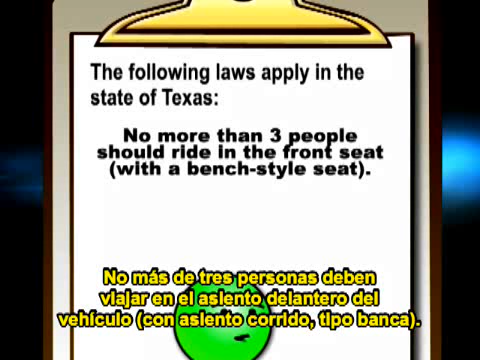 The following laws apply in the
state of Texas:
No more than 3 people
should ride in the front seat
(with a bench-style seat).
No más de tres personas deben
viajar en el asiento delantero del
vehículo (con asiento corrido, tipo banca).